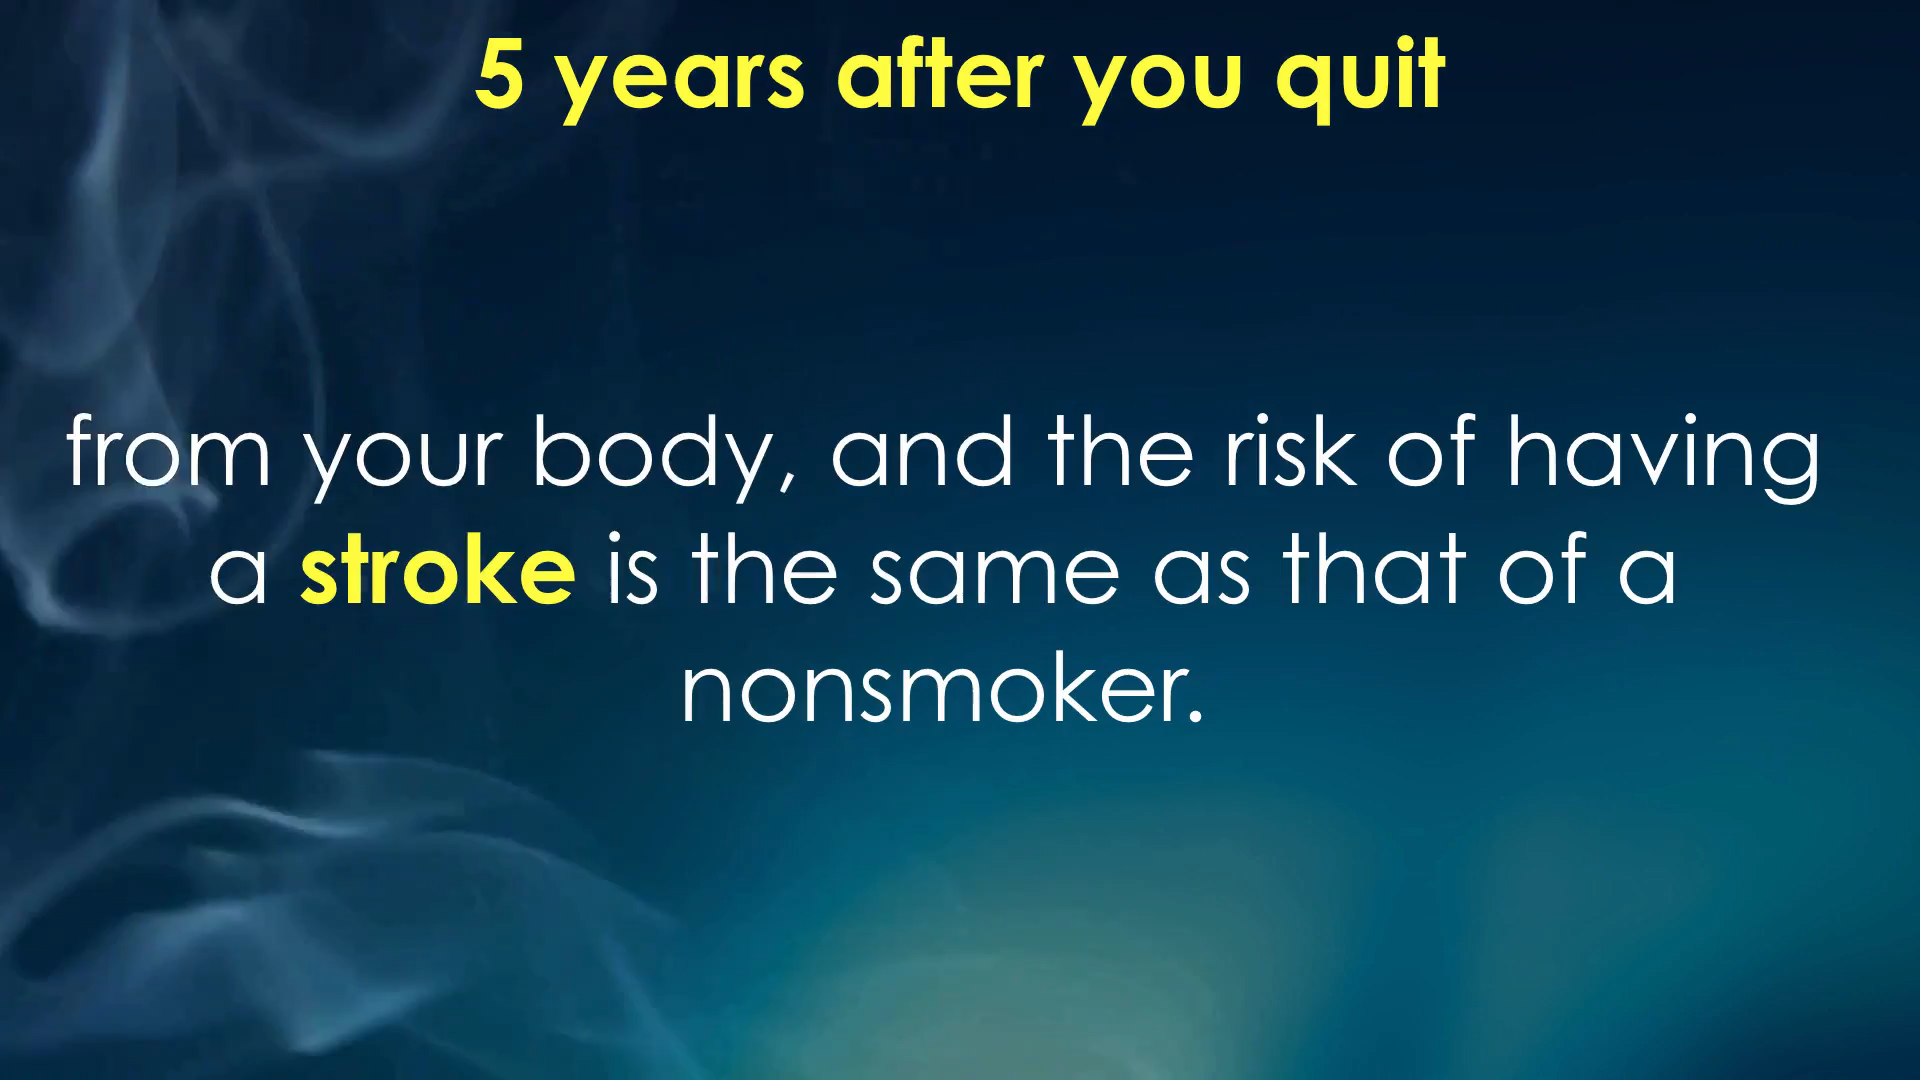 5 years after you quit
from your body, and the risk of having
a stroke is the same as that of a
nonsmoker.